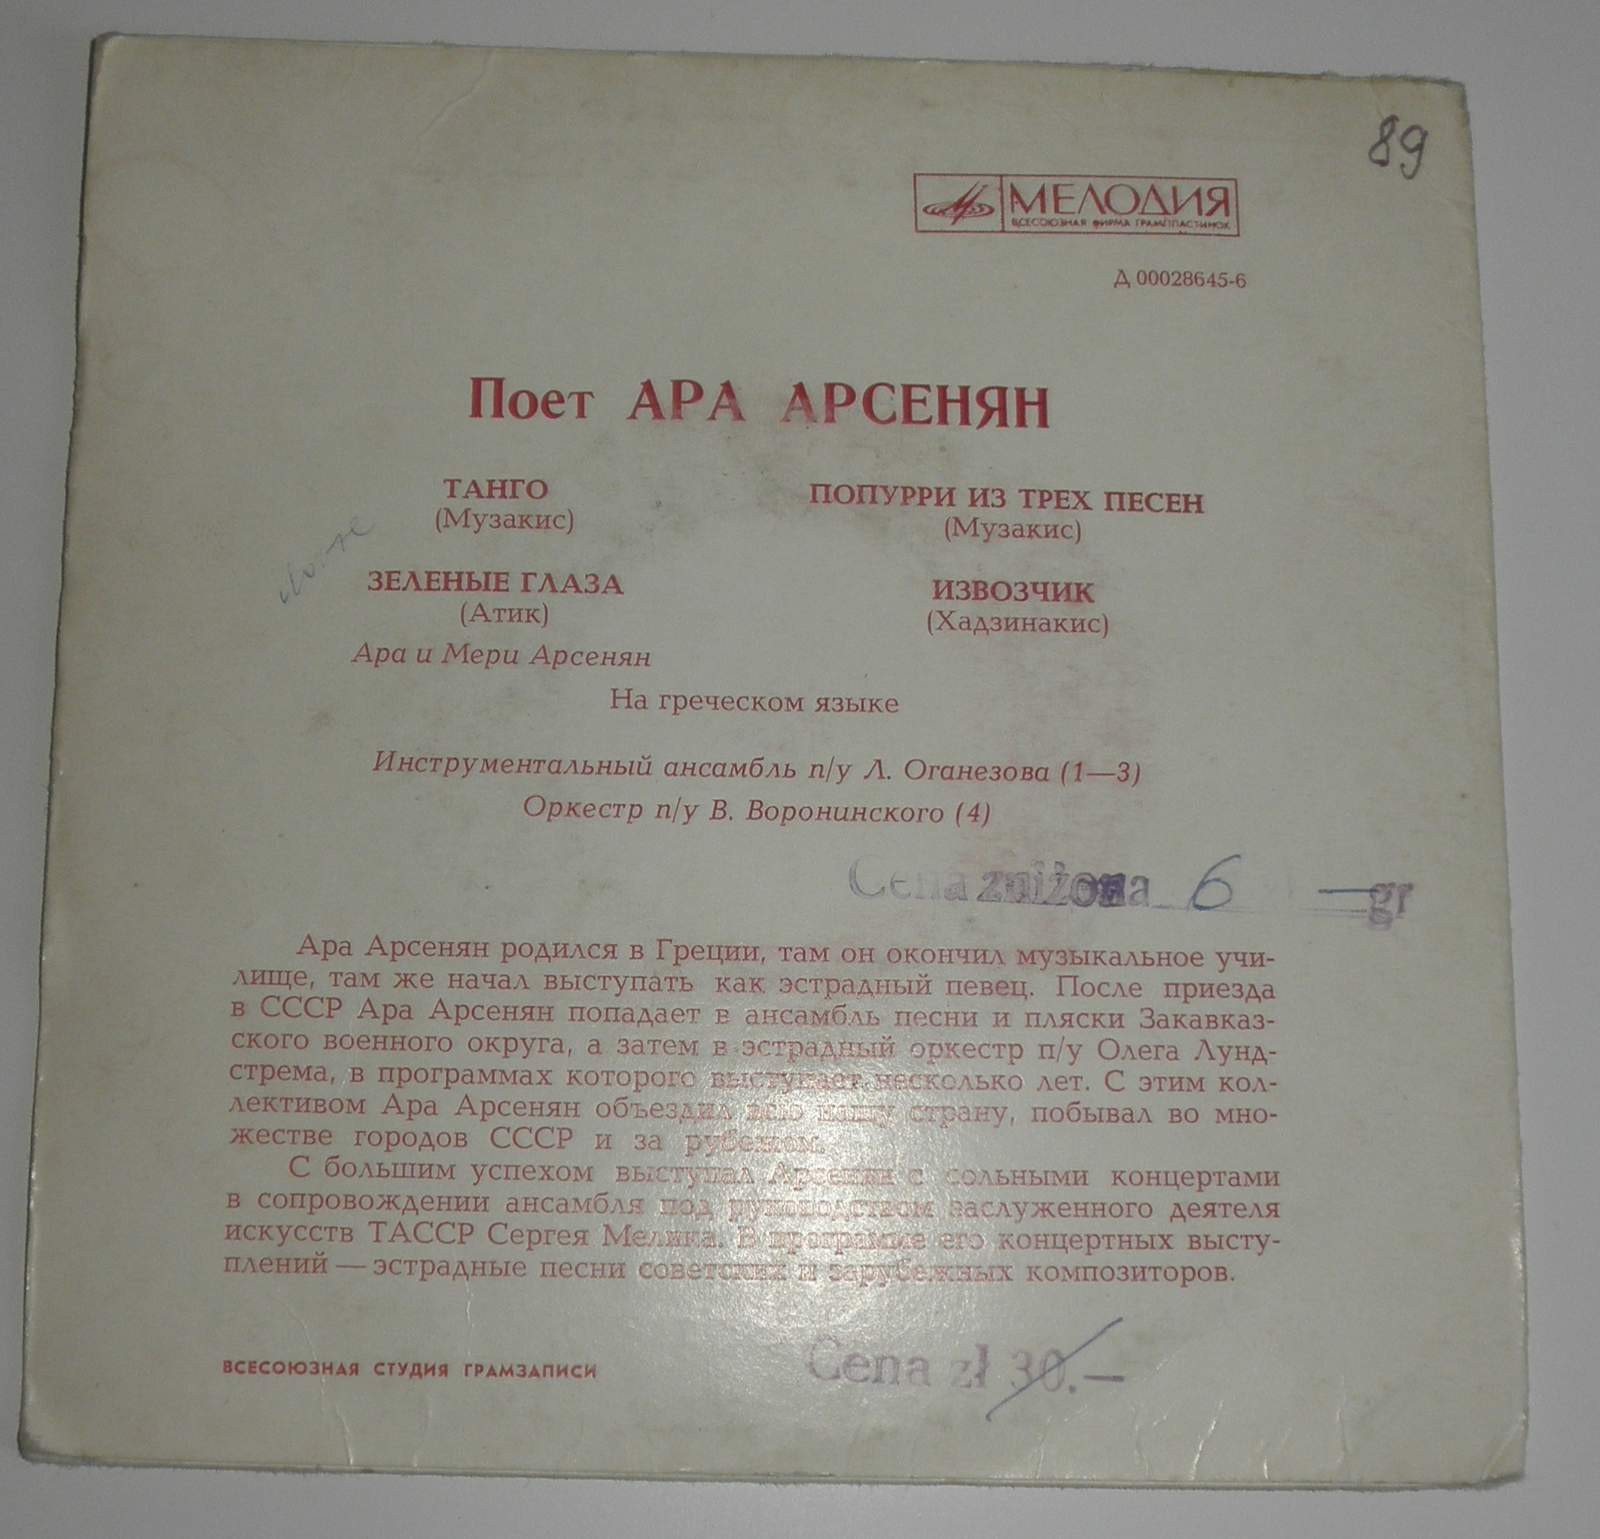 89
МЕЛОДИЯ
ВСЕСОЮЗНАЯ ФИРМА ГРАМПЛАСТИНОК
Д 00028645-6
Поет АРА АРСЕНЯН
ТАНГО
(Музакис)
ЗЕЛЕНЫЕ ГЛАЗА
(Атик)
Ара и Мери Арсенян
ПОПУРРИ ИЗ ТРЕХ ПЕСЕН
(Музакис)
ИЗВОЗЧИК
(Хадзинакис)
На греческом языке
Инструментальный ансамбль п/у Л. Оганезова (1—3)
Оркестр п/у В. Воронинского (4)
Cena zniżona 6 — gr
Ара Арсенян родился в Греции, там он окончил музыкальное учи-
лище, там же начал выступать как эстрадный певец. После приезда
в СССР Ара Арсенян попадает в ансамбль песни и пляски Закавказ-
ского военного округа, а затем в эстрадный оркестр п/у Олега Лунд-
стрема, в программах которого выступает несколько лет. С этим кол-
лективом Ара Арсенян объездил всю нашу страну, побывал во мно-
жестве городов СССР и за рубежом.
С большим успехом выступал Арсенян с сольными концертами
в сопровождении ансамбля под руководством заслуженного деятеля
искусств ТАССР Сергея Мелика. В программе его концертных высту-
плений — эстрадные песни советских и зарубежных композиторов.
ВСЕСОЮЗНАЯ СТУДИЯ ГРАМЗАПИСИ
Cena zł 30.—